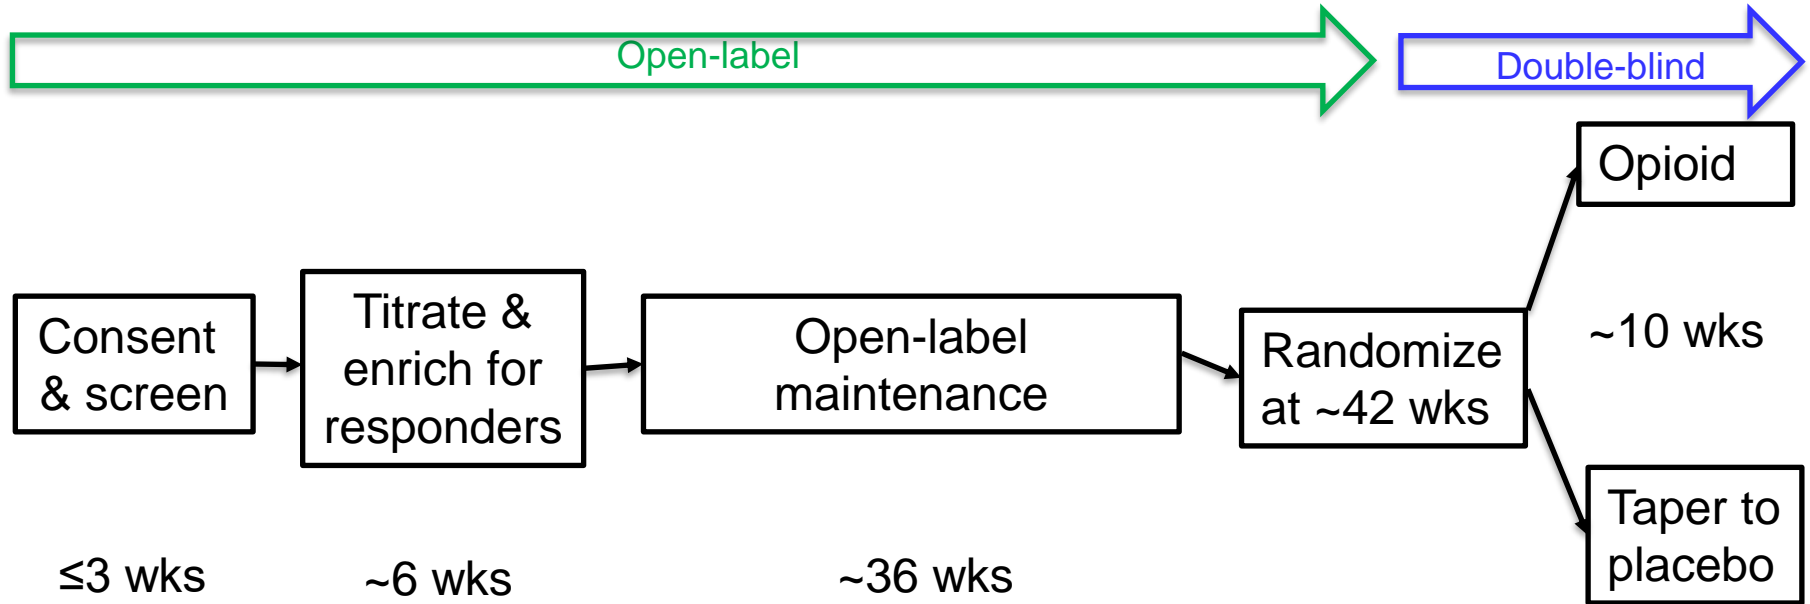 Open-label
Double-blind
Opioid
Consent
& screen
Titrate &
enrich for
responders
Open-label
maintenance
Randomize
at ~42 wks
~10 wks
Taper to
placebo
≤3 wks
~6 wks
~36 wks